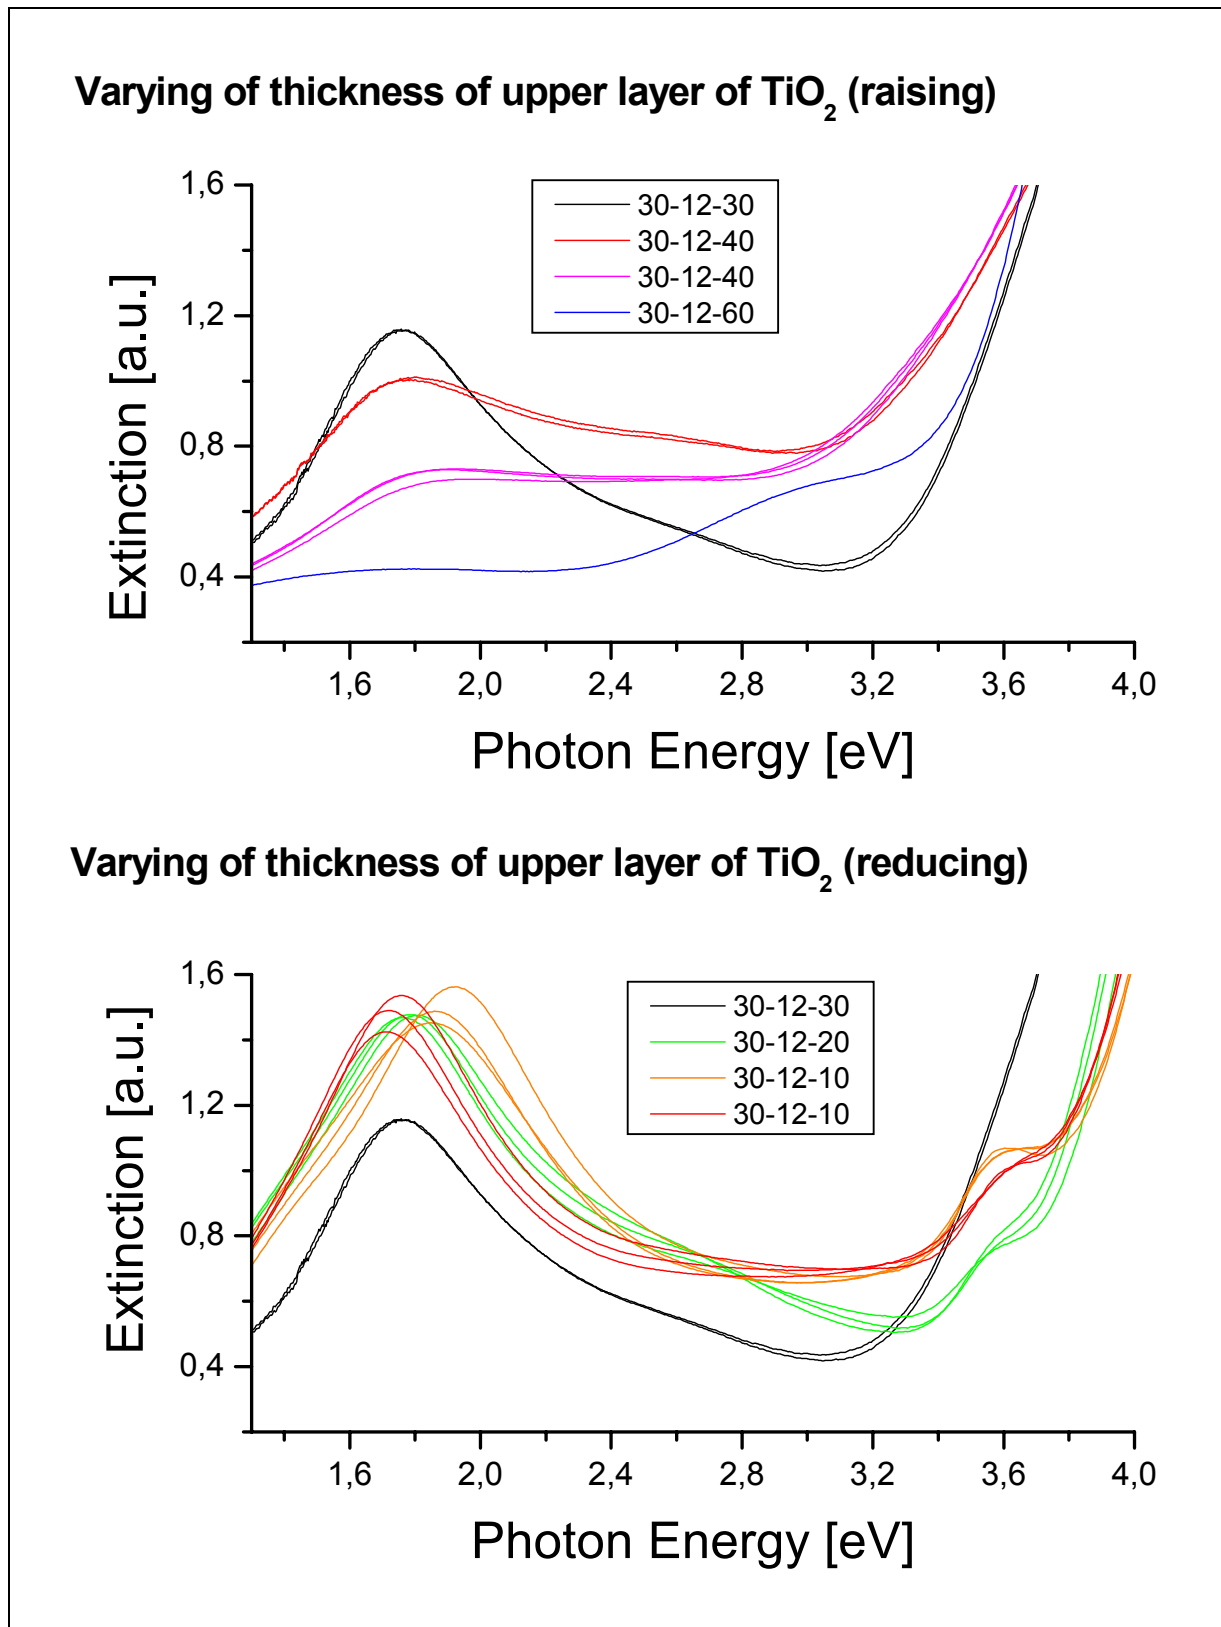 Varying of thickness of upper layer of TiO2 (raising)
1,6
1,2
0,8
0,4
Extinction [a.u.]
30-12-30
30-12-40
30-12-40
30-12-60
1,6 2,0 2,4 2,8 3,2 3,6 4,0
Photon Energy [eV]
Varying of thickness of upper layer of TiO2 (reducing)
1,6
1,2
0,8
0,4
Extinction [a.u.]
30-12-30
30-12-20
30-12-10
30-12-10
1,6 2,0 2,4 2,8 3,2 3,6 4,0
Photon Energy [eV]